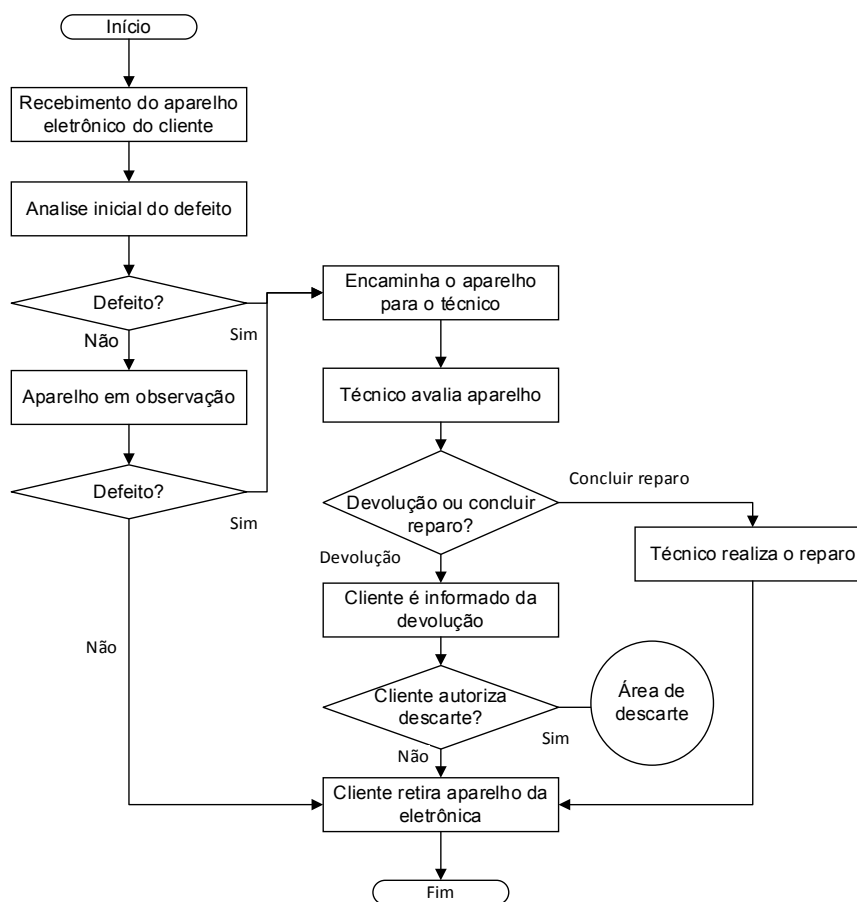 Início
Recebimento do aparelho
eletrônico do cliente
Analise inicial do defeito
Defeito?
Sim
Não
Aparelho em observação
Defeito?
Sim
Não
Encaminha o aparelho
para o técnico
Técnico avalia aparelho
Devolução ou concluir
reparo?
Concluir reparo
Técnico realiza o reparo
Devolução
Cliente é informado da
devolução
Cliente autoriza
descarte?
Sim
Área de
descarte
Não
Cliente retira aparelho da
eletrônica
Fim